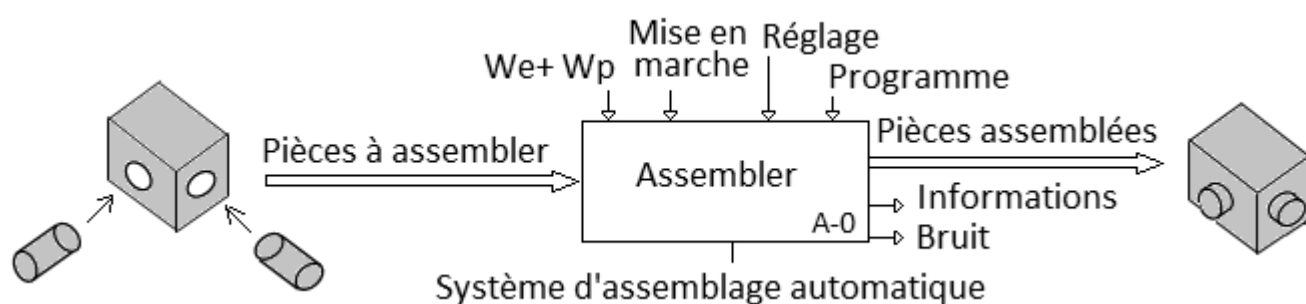 Mise en
marche
Réglage
We+ Wp
Programme
Pièces à assembler
Assembler
A-0
Pièces assemblées
Informations
Bruit
Système d'assemblage automatique